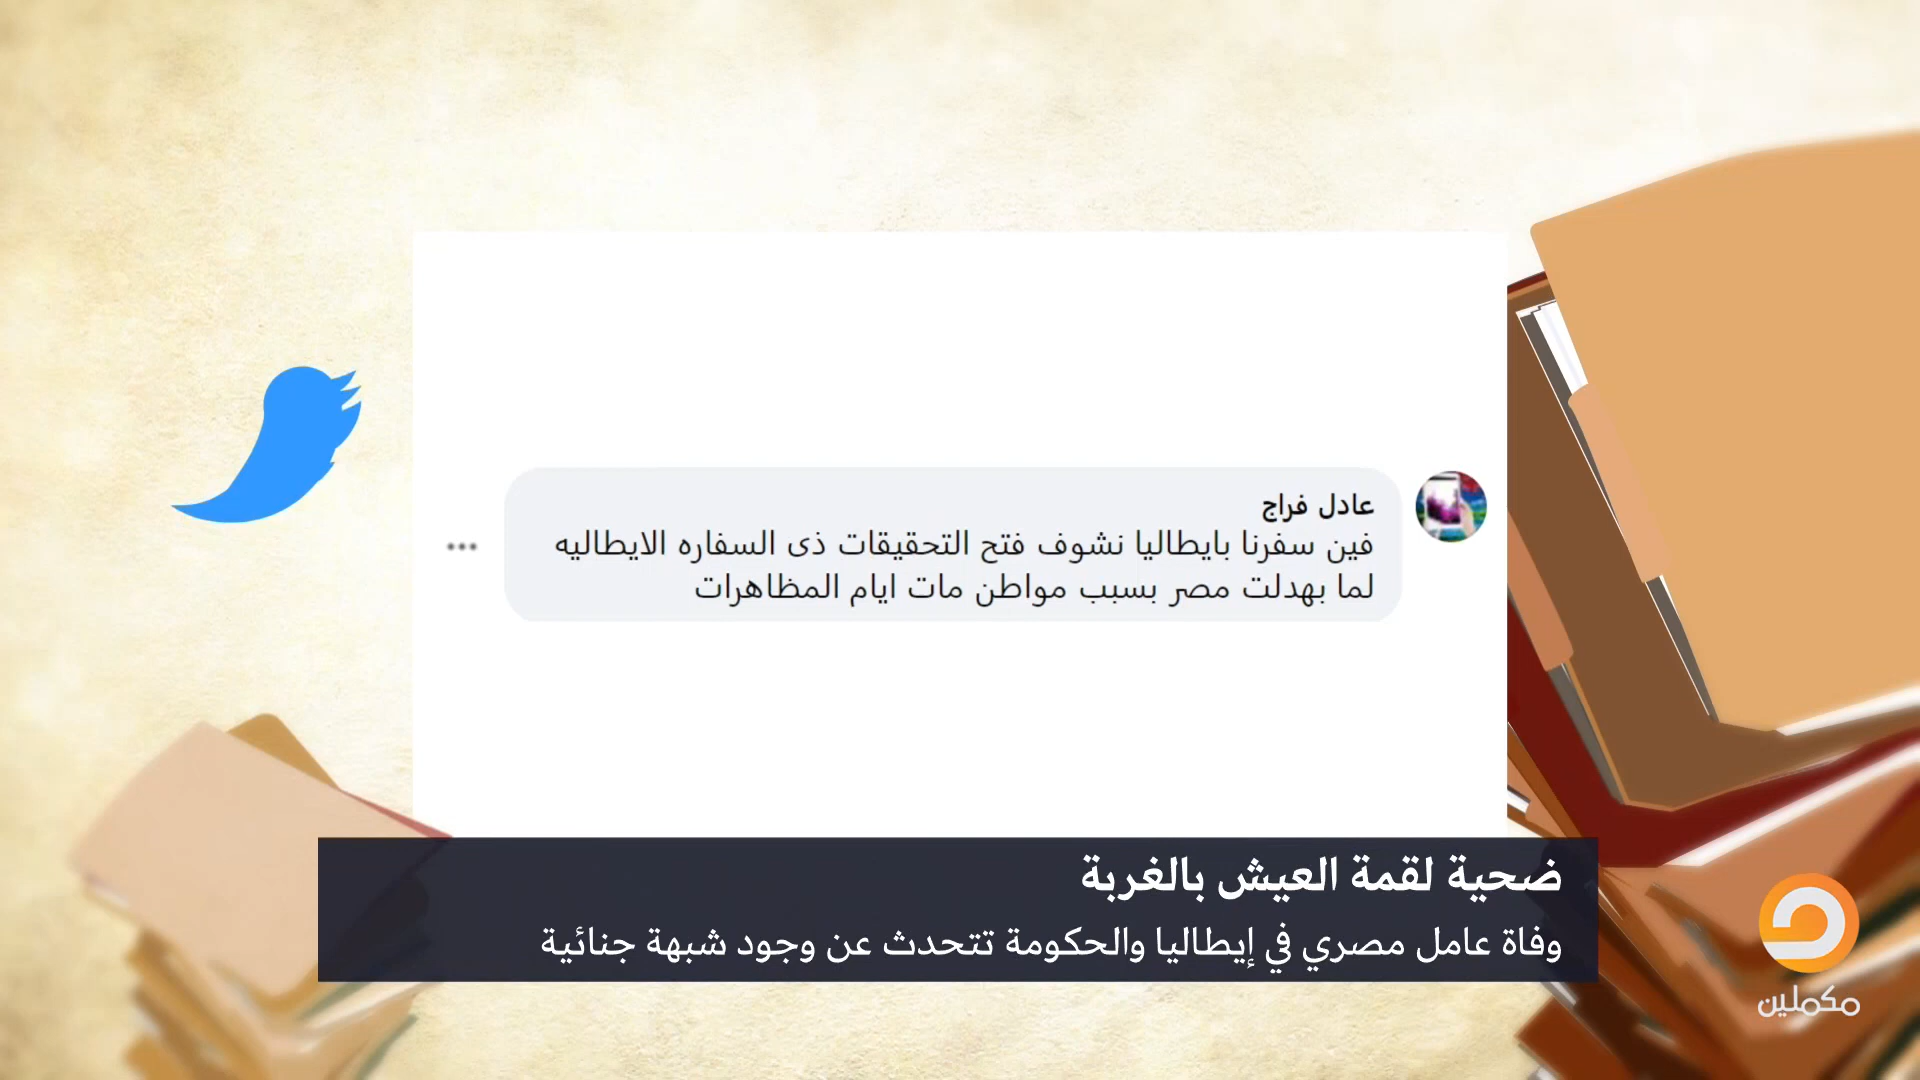 عادل فراج
فين سفرنا بايطاليا نشوف فتح التحقيقات ذى السفاره الايطاليه
لما بهدلت مصر بسبب مواطن مات ايام المظاهرات
ضحية لقمة العيش بالغربة
وفاة عامل مصري في إيطاليا والحكومة تتحدث عن وجود شبهة جنائية
مكملين